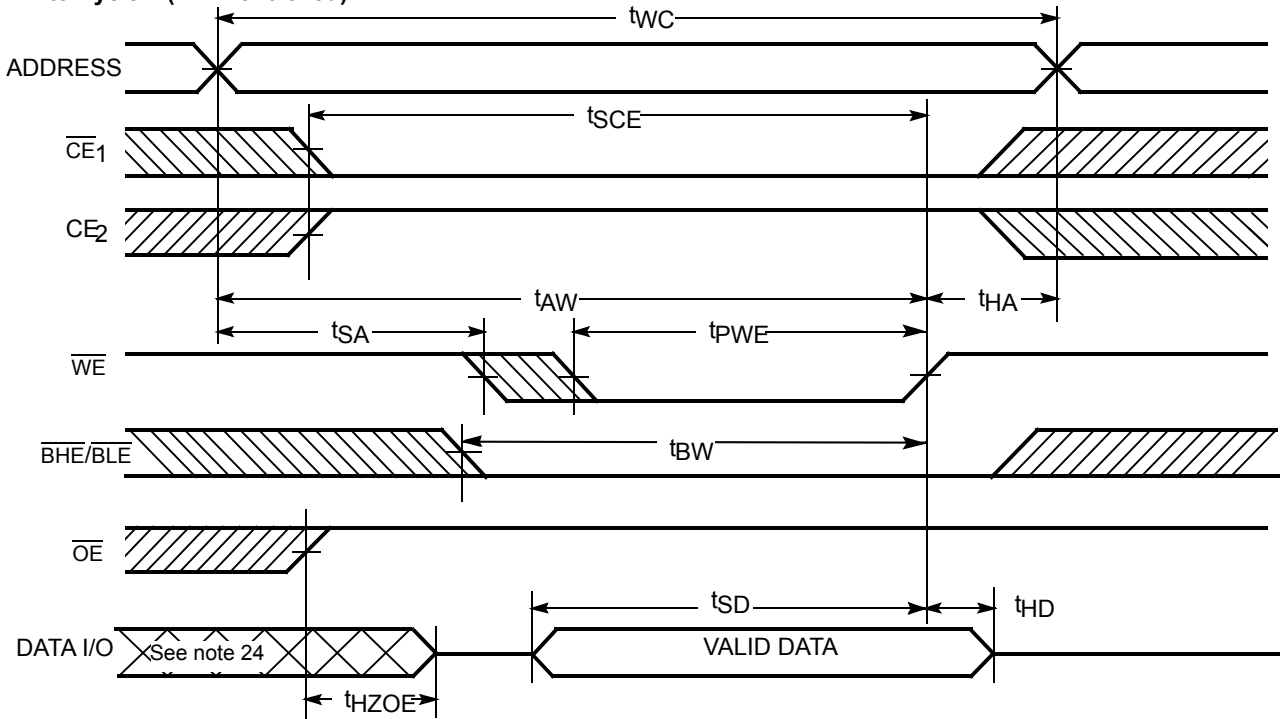 tWC
ADDRESS
tSCE
CE1
CE2
tAW
tHA
tSA
tPWE
WE
BHE/BLE
tBW
OE
tSD
tHD
DATA I/O
See note 24
VALID DATA
tHZOE